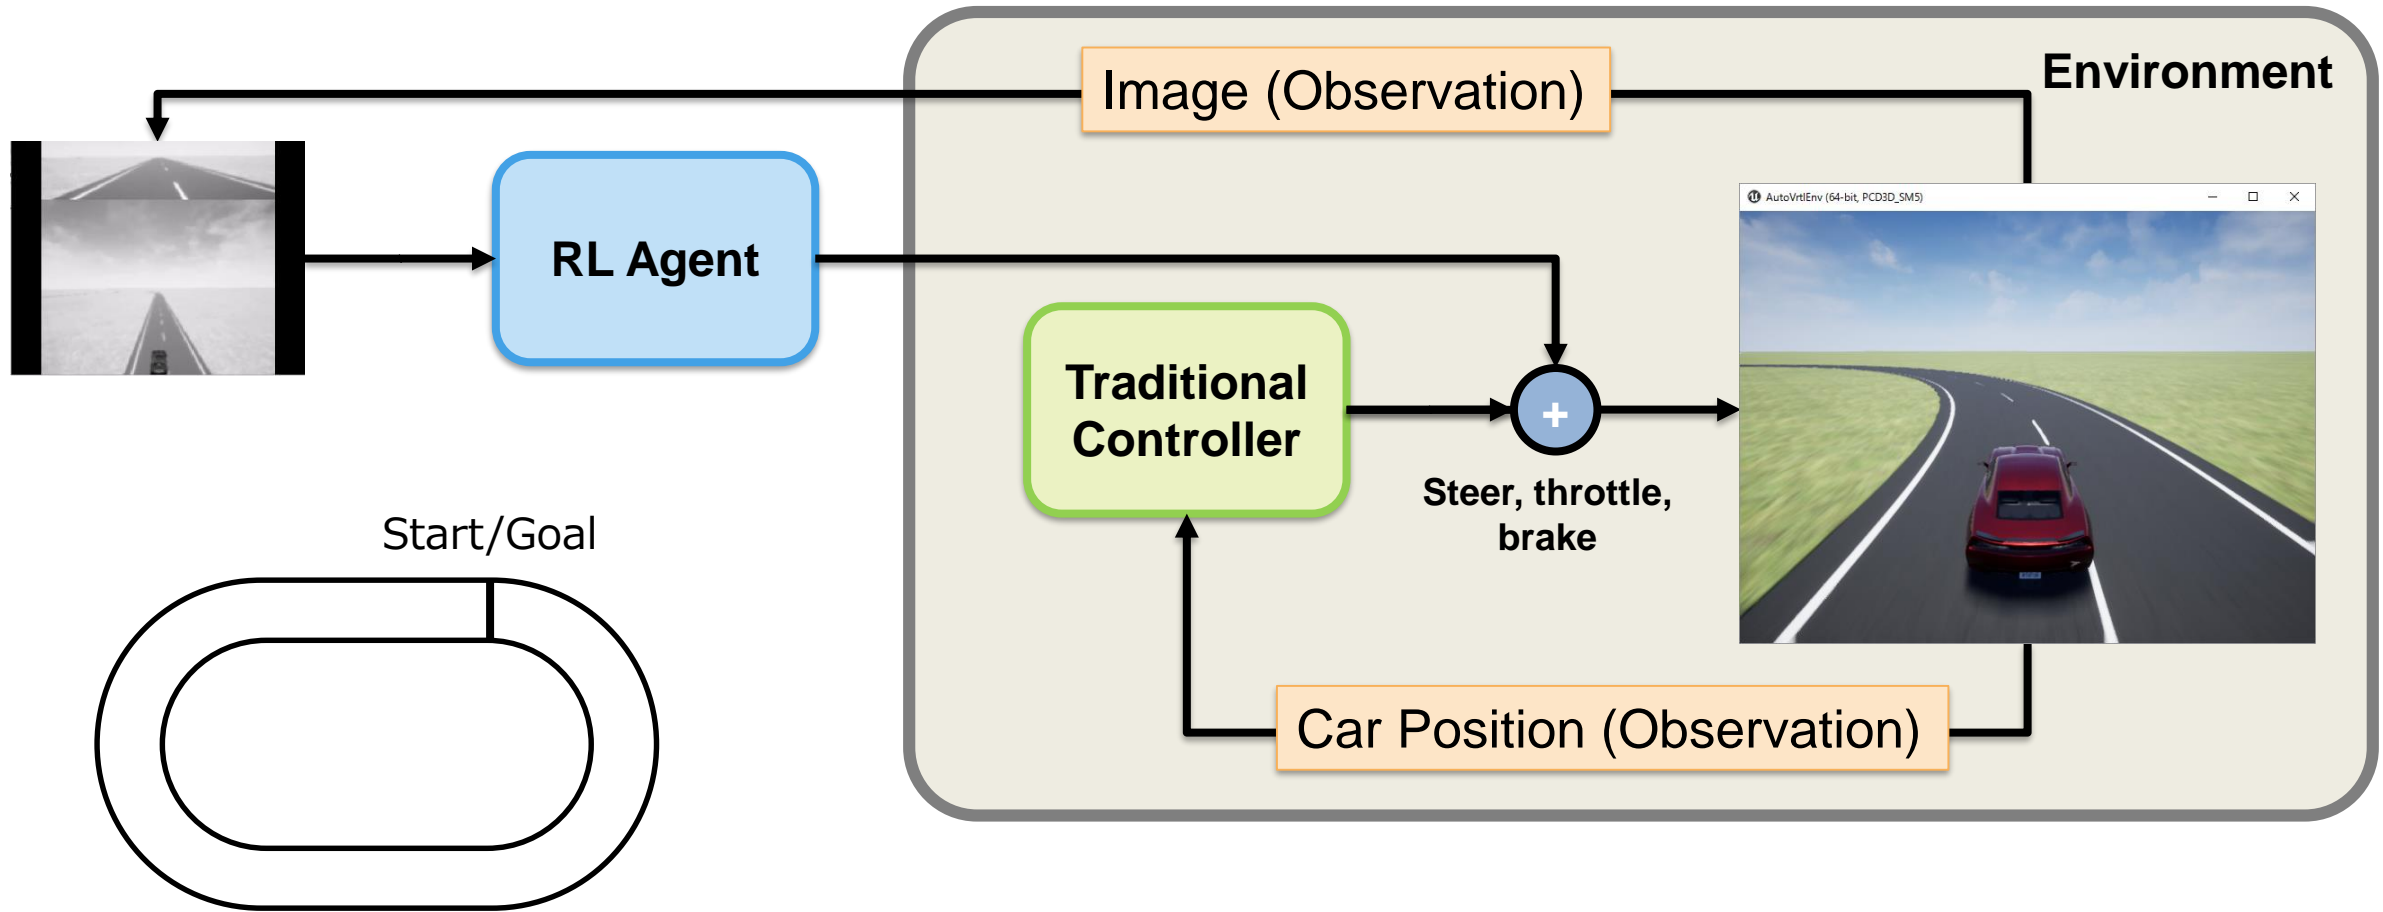 Image (Observation)
Environment
AutoVrtlEnv (64-bit, PCD3D_SM5)
RL Agent
Traditional
Controller
+
Steer, throttle,
brake
Start/Goal
Car Position (Observation)